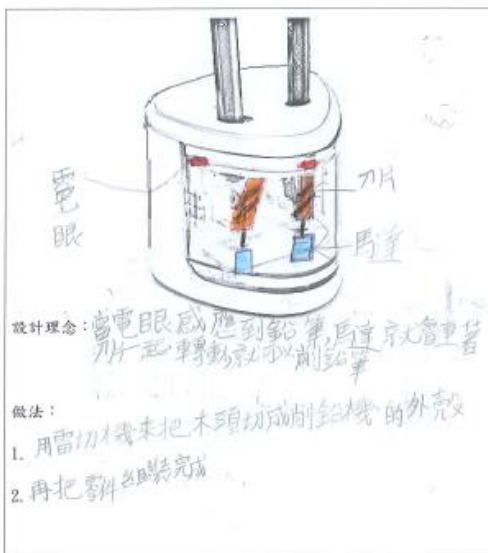 電眼
刀片
馬達
設計理念：當電眼感應到鉛筆,馬達就會連著
刀片一起轉動就可以削鉛筆
做法：
1. 用雷切機來把木頭切成削鉛機的外殼
2. 再把零件組裝完成